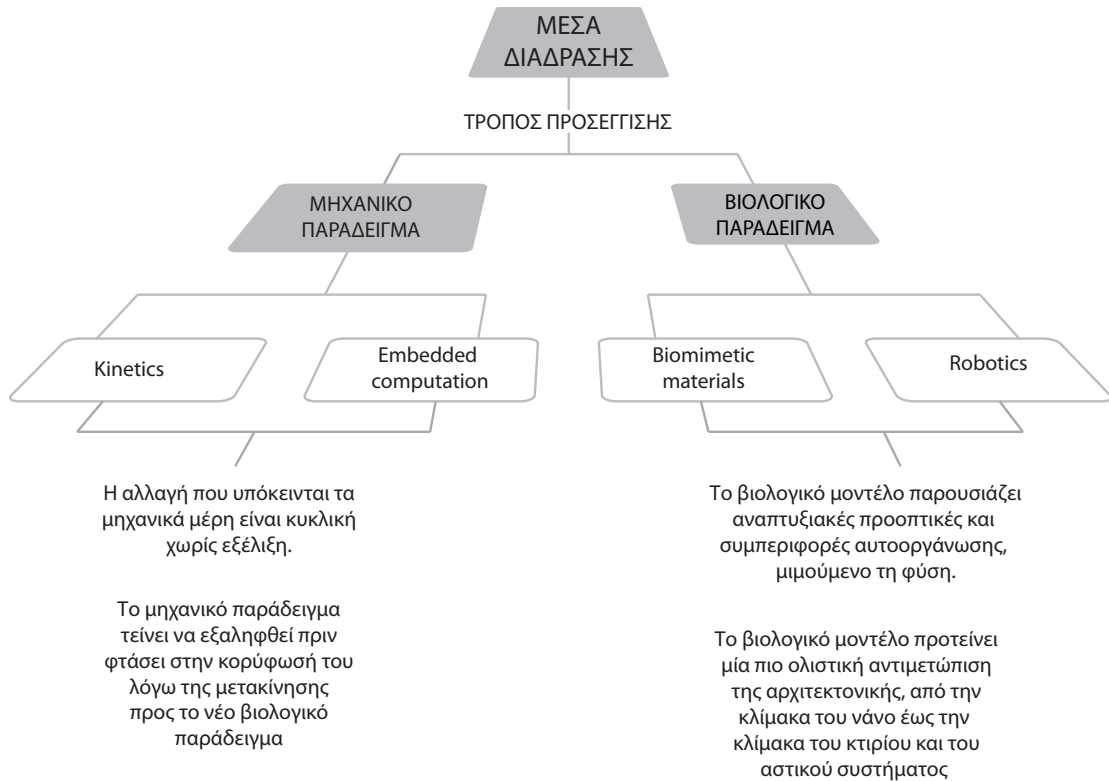 ΜΕΣΑ
ΔΙΑΔΡΑΣΗΣ
ΤΡΟΠΟΣ ΠΡΟΣΕΓΓΙΣΗΣ
ΜΗΧΑΝΙΚΟ
ΠΑΡΑΔΕΙΓΜΑ
ΒΙΟΛΟΓΙΚΟ
ΠΑΡΑΔΕΙΓΜΑ
Kinetics
Embedded
computation
Biomimetic
materials
Robotics
Η αλλαγή που υπόκεινται τα
μηχανικά μέρη είναι κυκλική
χωρίς εξέλιξη.
Το μηχανικό παράδειγμα
τείνει να εξαληφθεί πριν
φτάσει στην κορύφωσή του
λόγω της μετακίνησης
προς το νέο βιολογικό
παράδειγμα
Το βιολογικό μοντέλο παρουσιάζει
αναπτυξιακές προοπτικές και
συμπεριφορές αυτοοργάνωσης,
μιμούμενο τη φύση.
Το βιολογικό μοντέλο προτείνει
μία πιο ολιστική αντιμετώπιση
της αρχιτεκτονικής, από την
κλίμακα του νάνο έως την
κλίμακα του κτιρίου και του
αστικού συστήματος